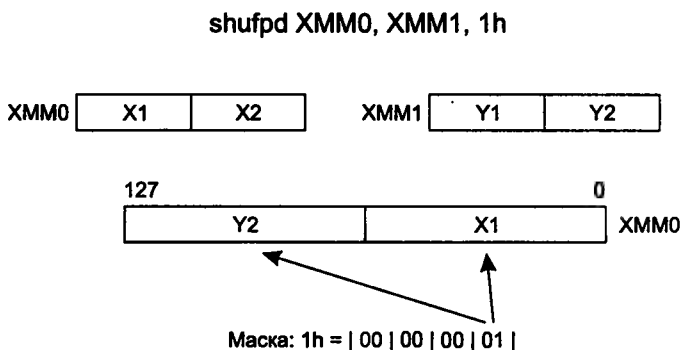 shufpd XMM0, XMM1, 1h
XMM0 X1 X2 XMM1 Y1 Y2
127 0
Y2 X1 XMM0
Маска: 1h = | 00 | 00 | 00 | 01 |